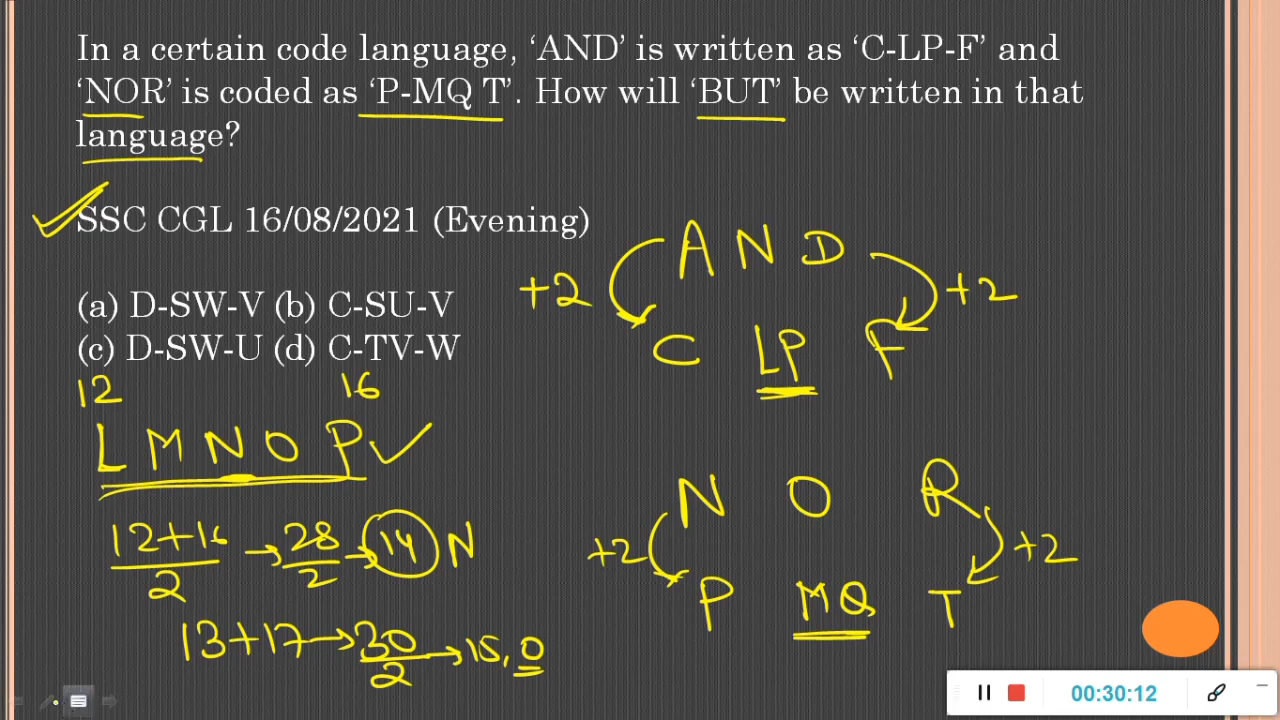 In a certain code language, ‘AND’ is written as ‘C-LP-F’ and
‘NOR’ is coded as ‘P-MQ T’. How will ‘BUT’ be written in that
language?
SSC CGL 16/08/2021 (Evening)
(a) D-SW-V (b) C-SU-V
(c) D-SW-U (d) C-TV-W
A N D
+2 +2
C LP F
12 16
L M N O P
N O R
12+16 → 28 → 14 N
2 2
+2 +2
P MQ T
13+17 → 30 → 15, O
2
00:30:12